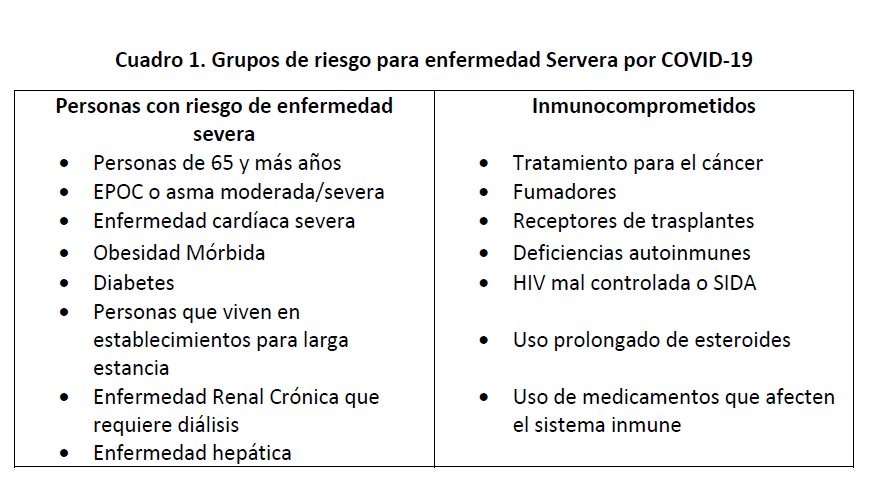 Cuadro 1. Grupos de riesgo para enfermedad Servera por COVID-19
Personas con riesgo de enfermedad
severa
• Personas de 65 y más años
• EPOC o asma moderada/severa
• Enfermedad cardíaca severa
• Obesidad Mórbida
• Diabetes
• Personas que viven en
establecimientos para larga
estancia
• Enfermedad Renal Crónica que
requiere diálisis
• Enfermedad hepática
Inmunocomprometidos
• Tratamiento para el cáncer
• Fumadores
• Receptores de trasplantes
• Deficiencias autoinmunes
• HIV mal controlada o SIDA
• Uso prolongado de esteroides
• Uso de medicamentos que afecten
el sistema inmune